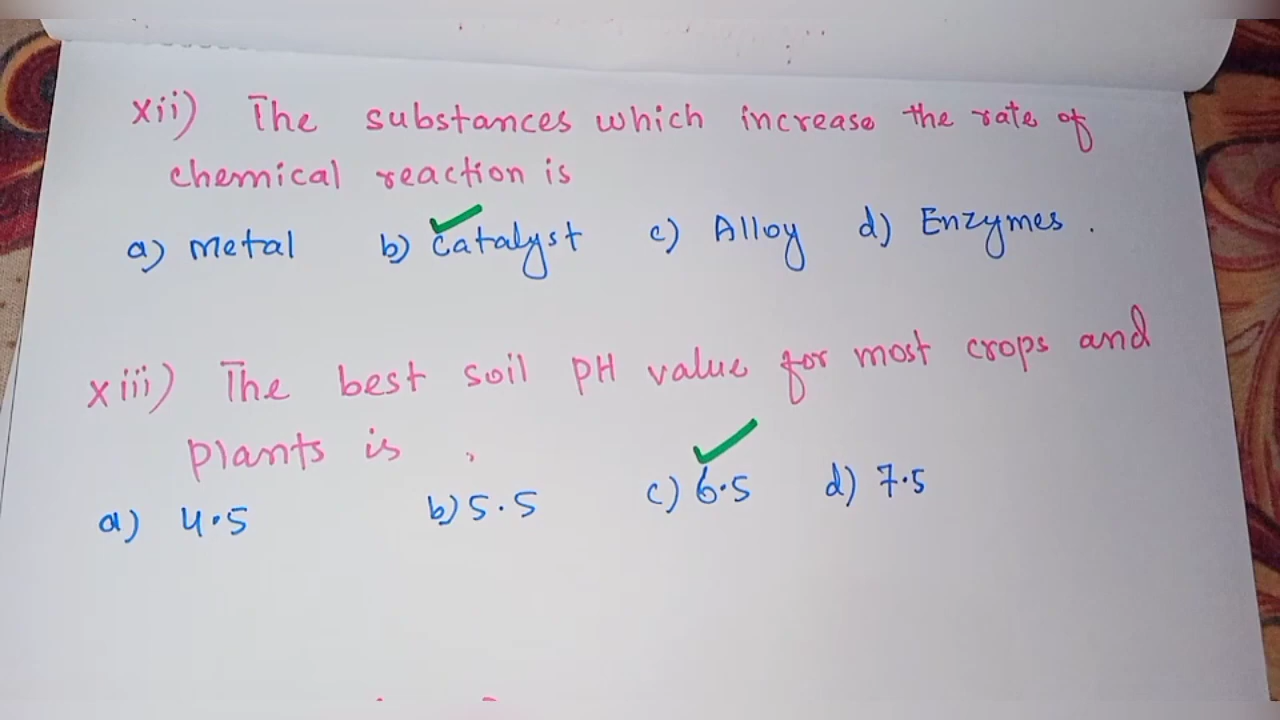 xii) The substances which increase the rate of
chemical reaction is
a) Metal b) Catalyst c) Alloy d) Enzymes .
xiii) The best soil PH value for most crops and
plants is .
a) 4.5 b) 5.5 c) 6.5 d) 7.5